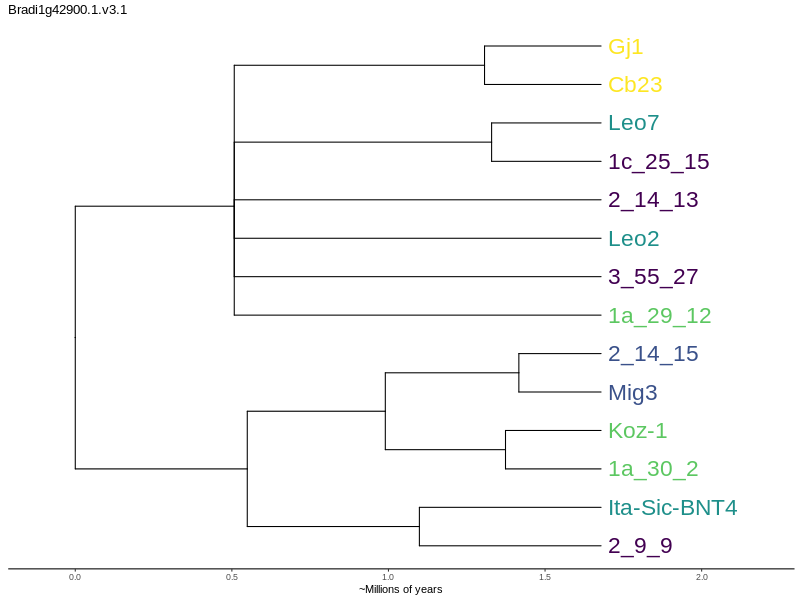 Bradi1g42900.1.v3.1
Gj1
Cb23
Leo7
1c_25_15
2_14_13
Leo2
3_55_27
1a_29_12
2_14_15
Mig3
Koz-1
1a_30_2
Ita-Sic-BNT4
2_9_9
0.0 0.5 1.0 1.5 2.0
~Millions of years